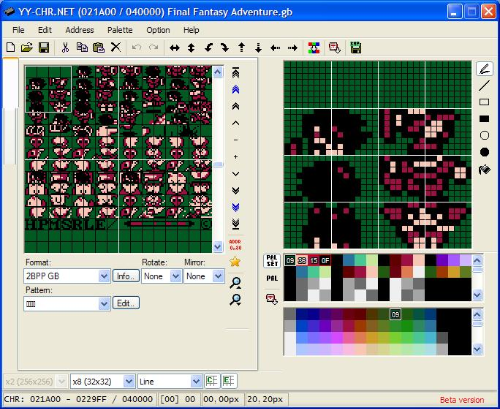 YY-CHR.NET (021A00 / 040000) Final Fantasy Adventure.gb
File Edit Address Palette Option Help
HPMSRLE
ADDR
Format: Rotate: Mirror:
2BPP GB Info.. None None
Pattern:
Edit..
PAL
SET
09 38 15 0F
PAL
09
x2 (256x256) x8 (32x32) Line
CHR: 021A00 - 0229FF / 040000 [00] 00 00.00px 20.20px Beta version